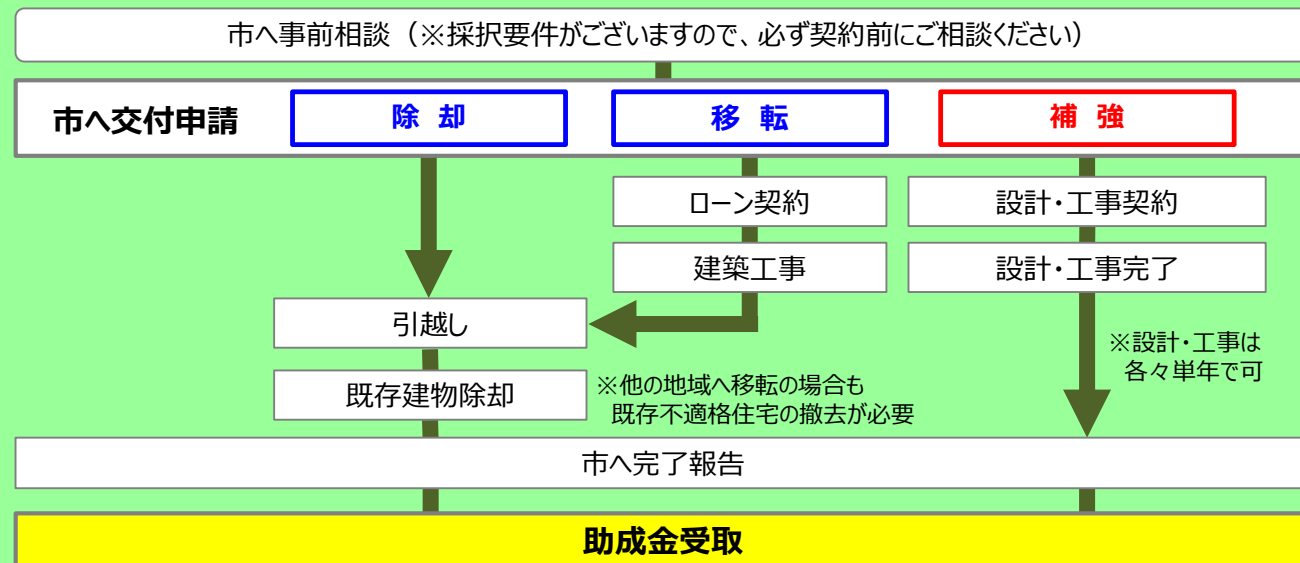 市へ事前相談（※採択要件がございますので、必ず契約前にご相談ください）
市へ交付申請
除 却
移 転
補 強
ローン契約
設計・工事契約
建築工事
設計・工事完了
引越し
※設計・工事は
各々単年で可
既存建物除却
※他の地域へ移転の場合も
既存不適格住宅の撤去が必要
市へ完了報告
助成金受取